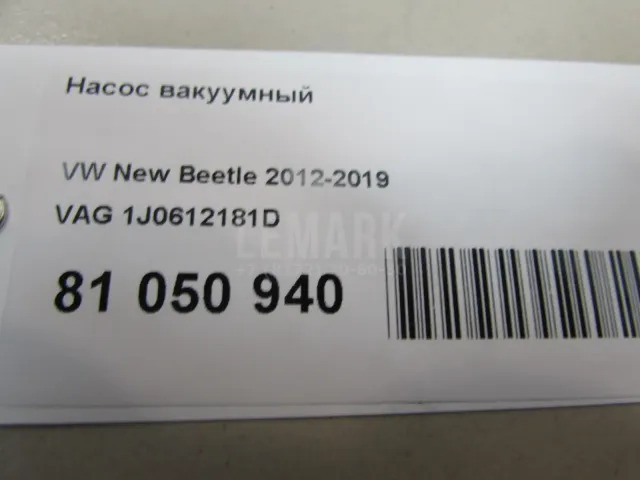 Насос вакуумный
VW New Beetle 2012-2019
VAG 1J0612181D
LEMARK
81 050 940